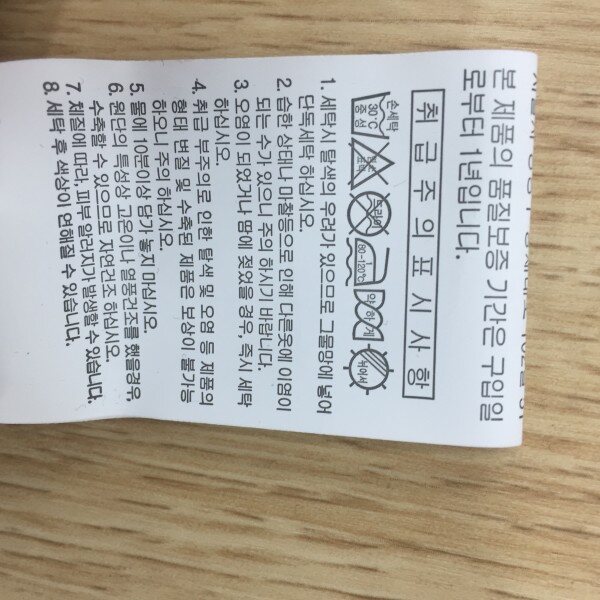 본 제품의 품질보증 기간은 구입일
로부터 1년입니다.
취급주의표시사항
손세탁
30℃
중성
드라이
80~120℃
약하게
뉘어서
1. 세탁시 탈색의 우려가 있으므로 그물망에 넣어
단독세탁 하십시오.
2. 습한 상태나 마찰등으로 인해 다른옷에 이염이
되는 수가 있으니 주의 하시기 바랍니다.
3. 오염이 되었거나 땀에 젖었을 경우, 즉시 세탁
하십시오
4. 취급 부주의로 인한 탈색 및 오염 등 제품의
형태 변질 및 수축된 제품은 보상이 불가능
하오니 주의 하십시오
5. 물에 10분이상 담가 놓지 마십시오
6. 원단의 특성상 고온이나 열풍건조를 했을경우,
수축할 수 있으므로 자연건조 하십시오.
7. 체질에 따라, 피부 알러지가 발생할 수 있습니다.
8. 세탁 후 색상이 연해질 수 있습니다.